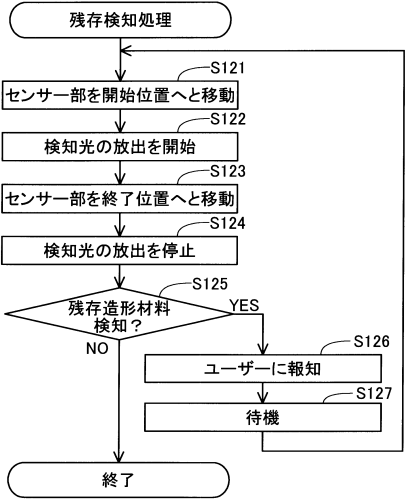 残存検知処理
S121
センサー部を開始位置へと移動
S122
検知光の放出を開始
S123
センサー部を終了位置へと移動
S124
検知光の放出を停止
S125
残存造形材料
検知？
YES
NO
S126
ユーザーに報知
S127
待機
終了